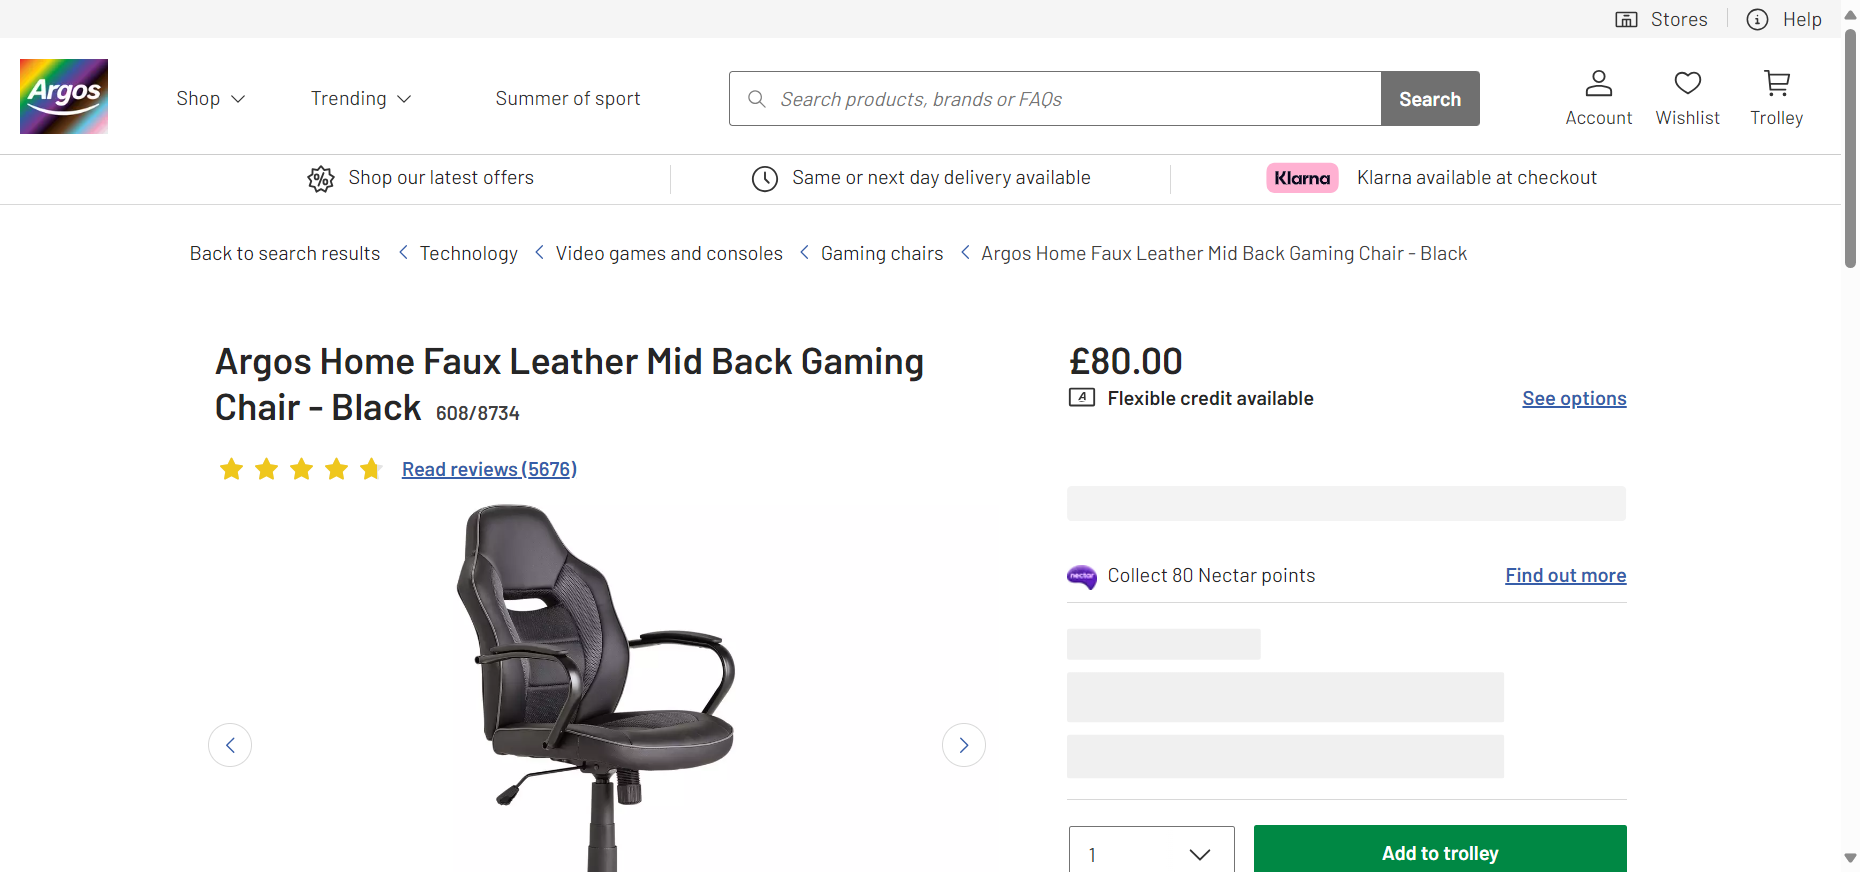 Stores
Help
Argos
Shop
Trending
Summer of sport
Search products, brands or FAQs
Search
Account
Wishlist
Trolley
Shop our latest offers
Same or next day delivery available
Klarna
Klarna available at checkout
Back to search results
Technology
Video games and consoles
Gaming chairs
Argos Home Faux Leather Mid Back Gaming Chair - Black
Argos Home Faux Leather Mid Back Gaming
Chair - Black 608/8734
Read reviews (5676)
£80.00
Flexible credit available
See options
nectar
Collect 80 Nectar points
Find out more
1
Add to trolley